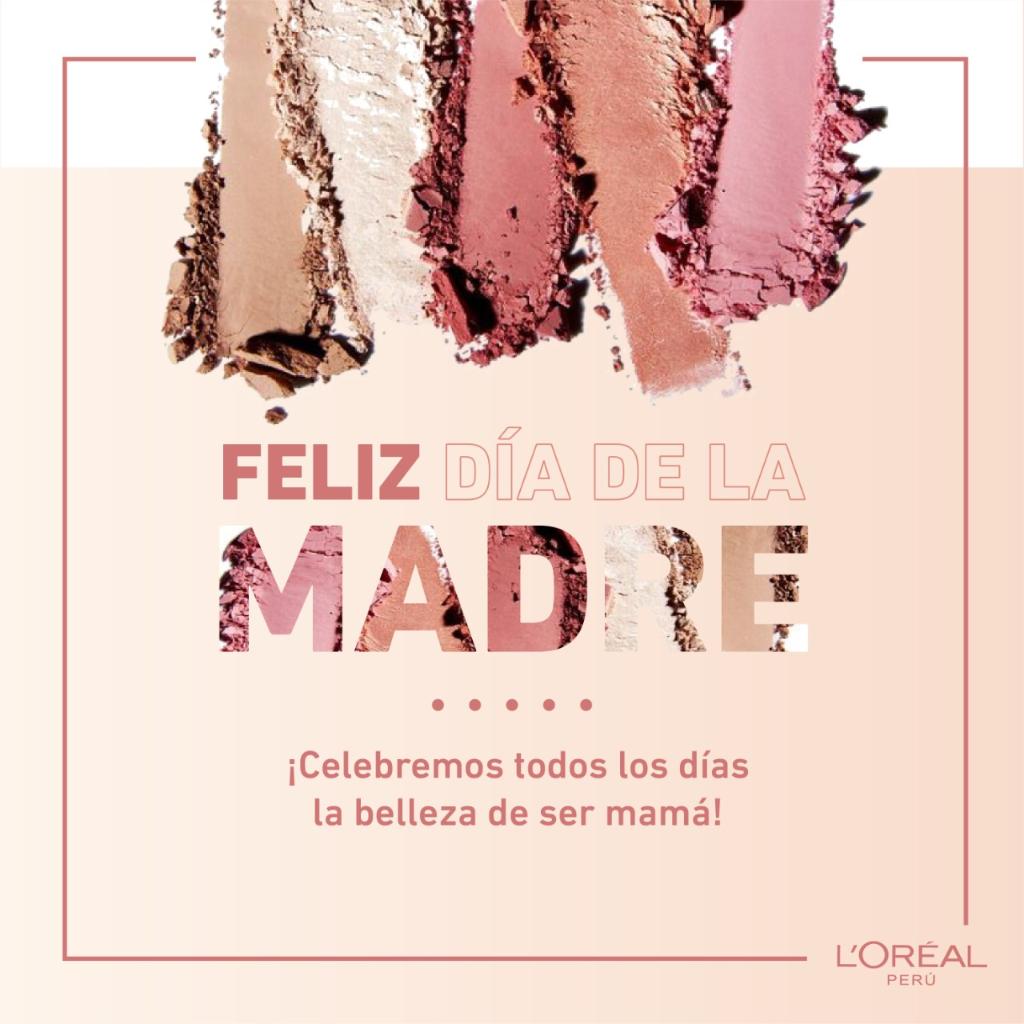 FELIZ DÍA DE LA
MADRE
¡Celebremos todos los días
la belleza de ser mamá!
L'ORÉAL
PERÚ